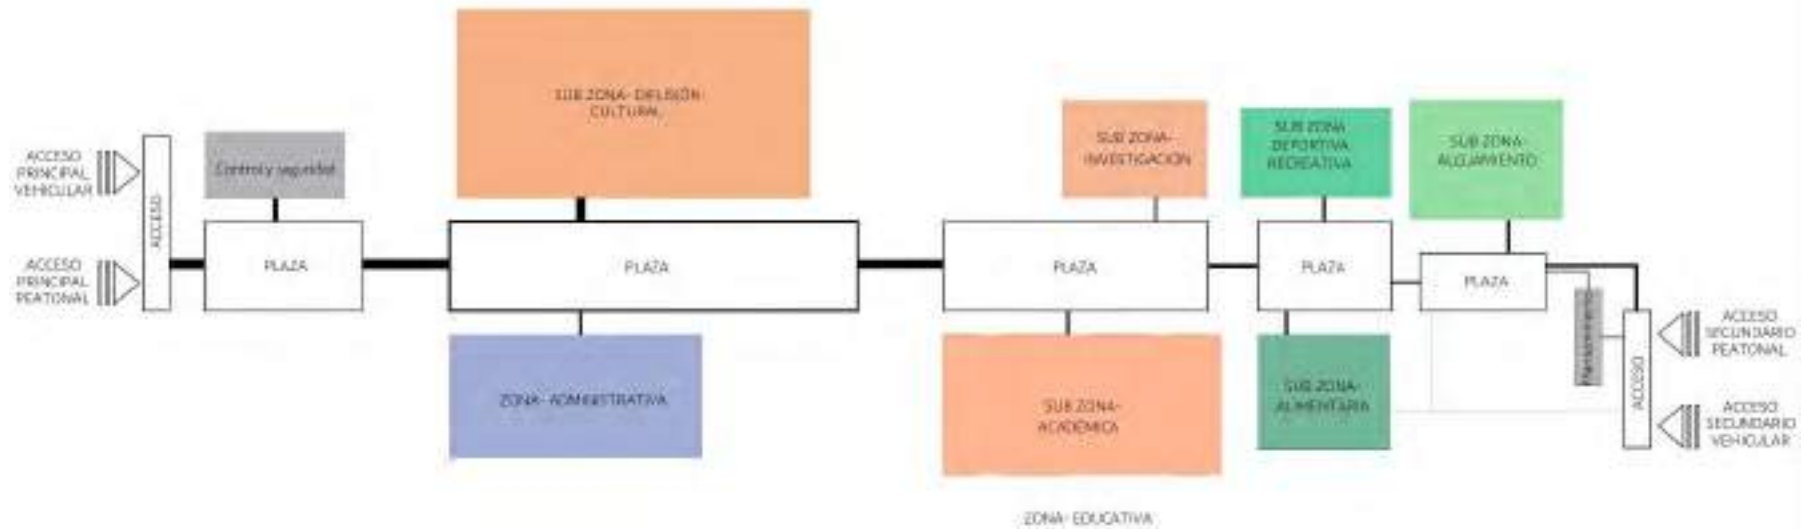 SUB ZONA- DIFUSIÓN
CULTURAL
ACCESO
PRINCIPAL
VEHICULAR
ACCESO
Control y seguridad
SUB ZONA-
INVESTIGACION
SUB ZONA
DEPORTIVA
RECREATIVA
SUB ZONA-
ALOJAMIENTO
ACCESO
PRINCIPAL
PEATONAL
PLAZA
PLAZA
PLAZA
PLAZA
PLAZA
Mantenimiento
ACCESO
ACCESO
SECUNDARIO
PEATONAL
ZONA- ADMINISTRATIVA
SUB ZONA-
ACADÉMICA
SUB ZONA-
ALIMENTARIA
ACCESO
SECUNDARIO
VEHICULAR
ZONA- EDUCATIVA